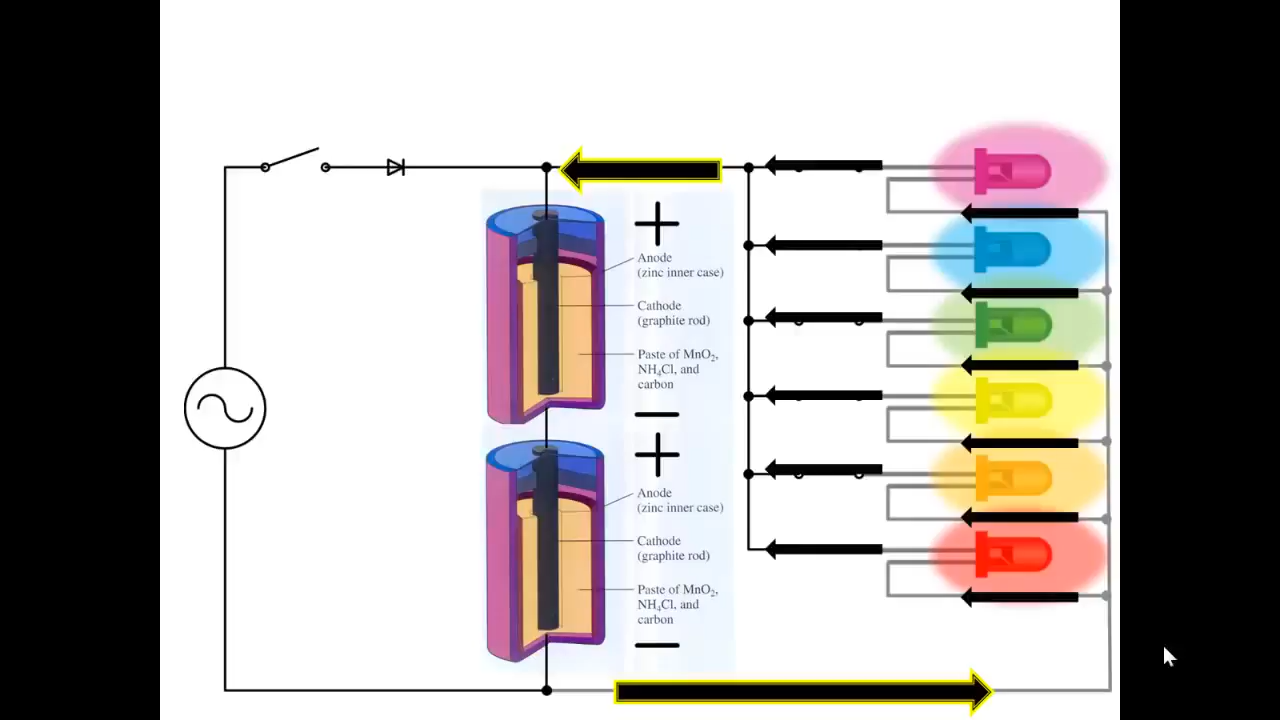 +
Anode
(zinc inner case)
Cathode
(graphite rod)
Paste of MnO₂,
NH₄Cl, and
carbon
−
+
Anode
(zinc inner case)
Cathode
(graphite rod)
Paste of MnO₂,
NH₄Cl, and
carbon
−